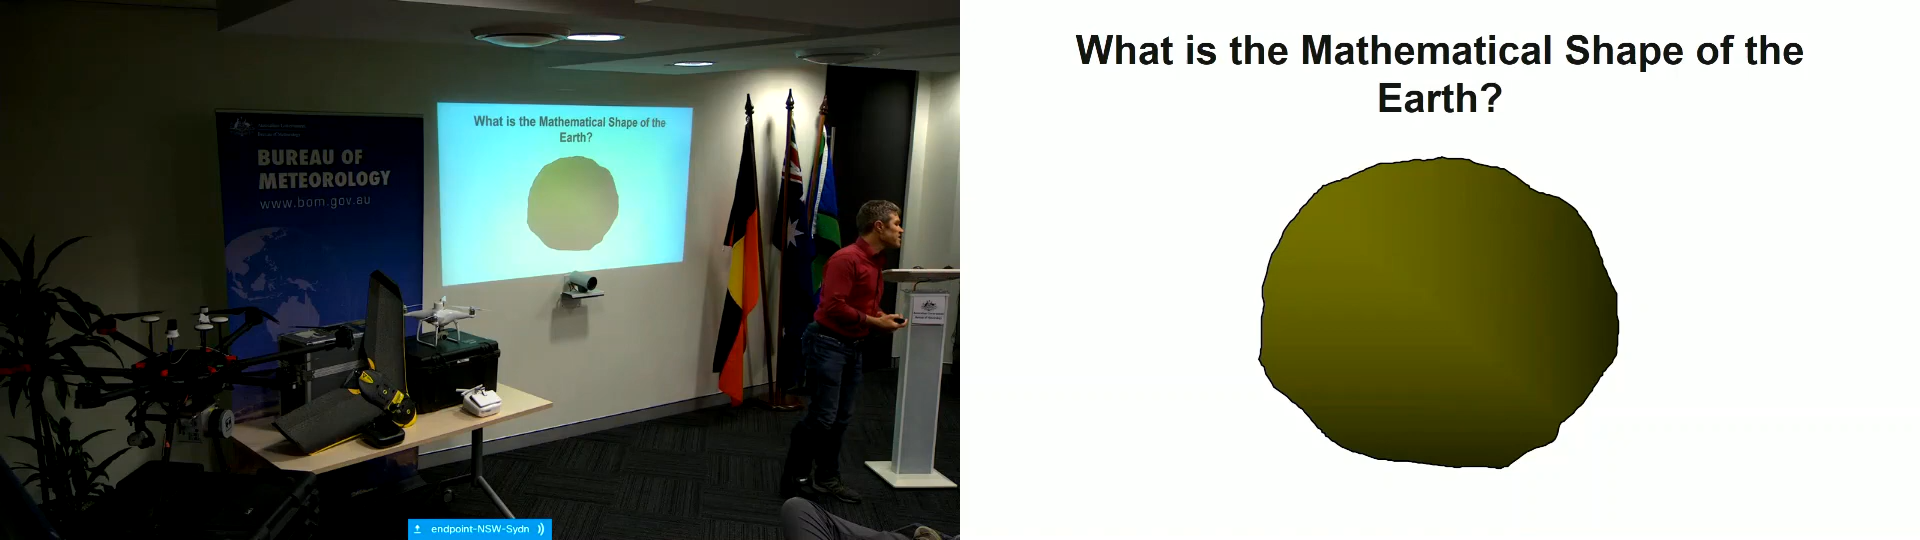 BUREAU OF
METEOROLOGY
www.bom.gov.au
What is the Mathematical Shape of the
Earth?
endpoint-NSW-Sydn
What is the Mathematical Shape of the
Earth?